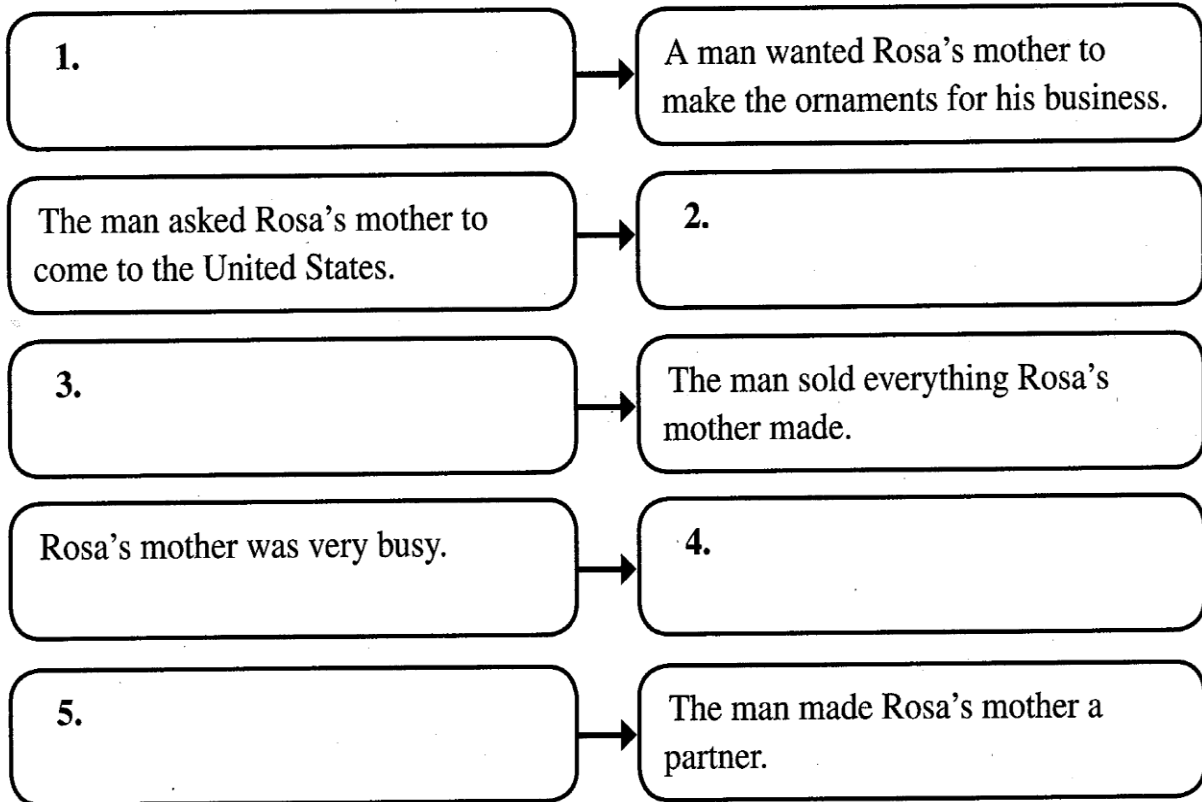 1.
A man wanted Rosa's mother to
make the ornaments for his business.
The man asked Rosa's mother to
come to the United States.
2.
3.
The man sold everything Rosa's
mother made.
Rosa's mother was very busy.
4.
5.
The man made Rosa's mother a
partner.